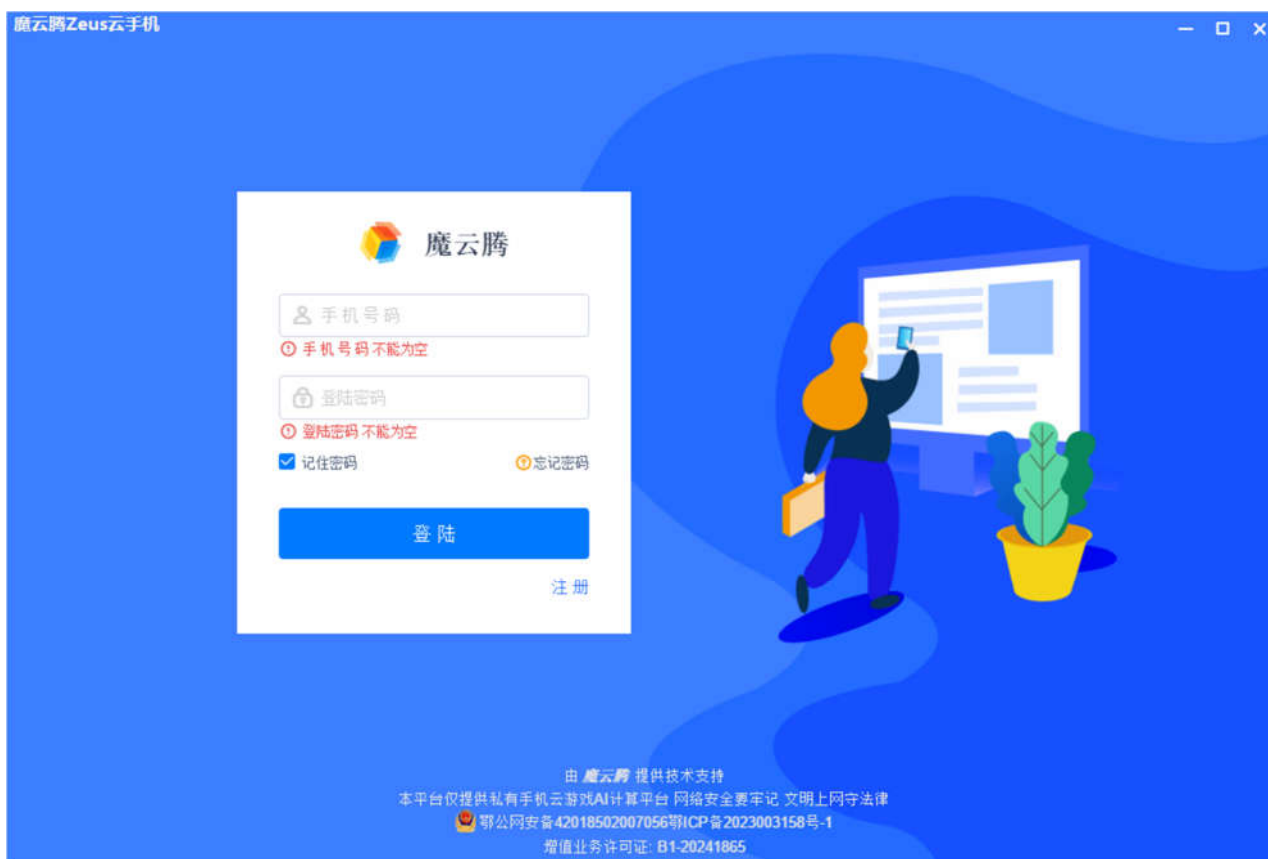 魔云腾Zeus云手机
魔云腾
手机号码
手机号码不能为空
登陆密码
登陆密码不能为空
记住密码 忘记密码
登陆
注册
由 魔云腾 提供技术支持
本平台仅提供私有手机云游戏AI计算平台 网络安全要牢记 文明上网守法律
鄂公网安备42018502007056鄂ICP备2023003158号-1
增值业务许可证: B1-20241865